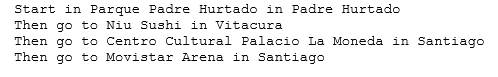 Start in Parque Padre Hurtado in Padre Hurtado
Then go to Niu Sushi in Vitacura
Then go to Centro Cultural Palacio La Moneda in Santiago
Then go to Movistar Arena in Santiago